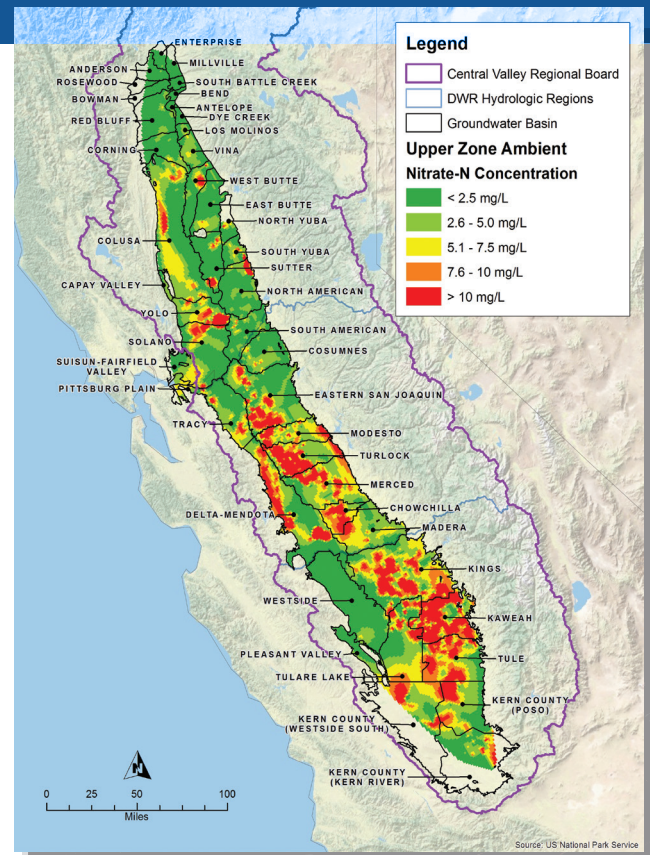 ENTERPRISE
ANDERSON
MILLVILLE
ROSEWOOD
SOUTH BATTLE CREEK
BEND
BOWMAN
ANTELOPE
DYE CREEK
RED BLUFF
LOS MOLINOS
CORNING
VINA
WEST BUTTE
EAST BUTTE
NORTH YUBA
COLUSA
SOUTH YUBA
SUTTER
CAPAY VALLEY
NORTH AMERICAN
YOLO
SOUTH AMERICAN
SOLANO
COSUMNES
SUISUN-FAIRFIELD
VALLEY
PITTSBURG PLAIN
EASTERN SAN JOAQUIN
TRACY
MODESTO
TURLOCK
MERCED
CHOWCHILLA
DELTA-MENDOTA
MADERA
KINGS
WESTSIDE
KAWEAH
PLEASANT VALLEY
TULE
TULARE LAKE
KERN COUNTY
(POSO)
KERN COUNTY
(WESTSIDE SOUTH)
KERN COUNTY
(KERN RIVER)
Legend
Central Valley Regional Board
DWR Hydrologic Regions
Groundwater Basin
Upper Zone Ambient
Nitrate-N Concentration
< 2.5 mg/L
2.6 - 5.0 mg/L
5.1 - 7.5 mg/L
7.6 - 10 mg/L
> 10 mg/L
N
0 25 50 100
Miles
Source: US National Park Service